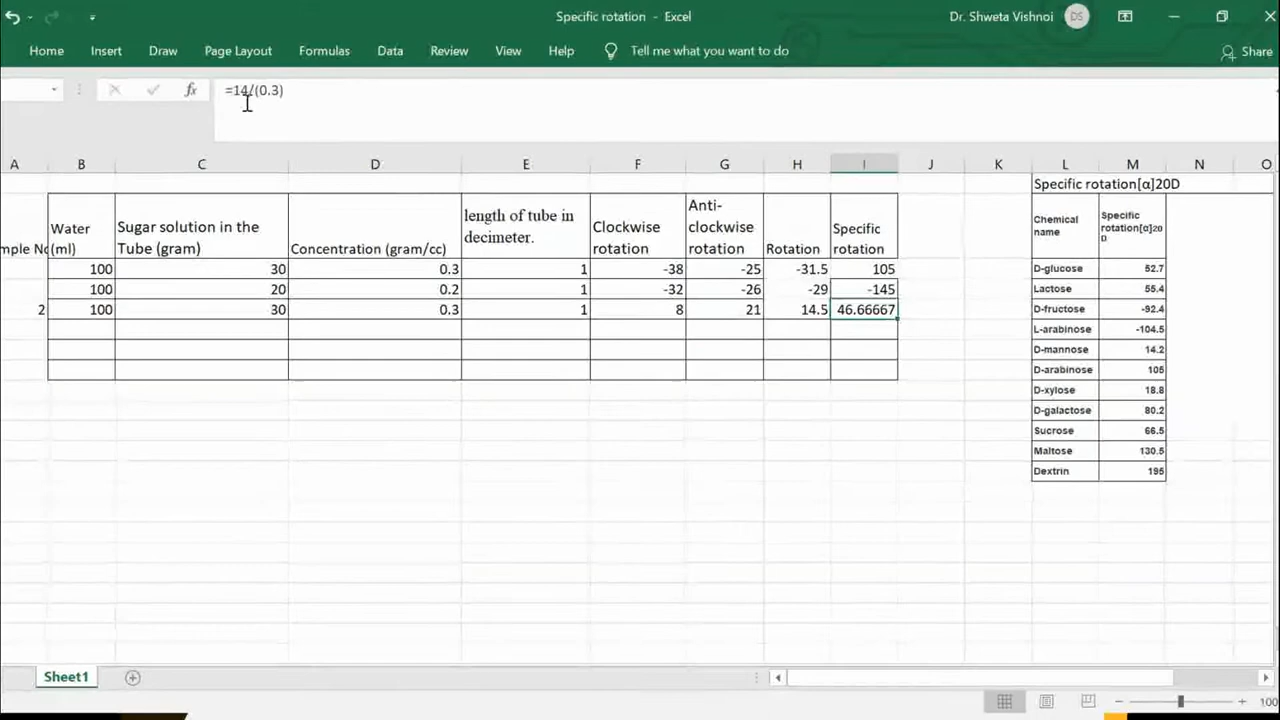 Specific rotation - Excel
Dr. Shweta Vishnoi DS
Home Insert Draw Page Layout Formulas Data Review View Help Tell me what you want to do Share
fx =14/(0.3)
A B C D E F G H I J K L M N O
Specific rotation[α]20D
mple No Water (ml) Sugar solution in the Tube (gram) Concentration (gram/cc) length of tube in decimeter. Clockwise rotation Anti-clockwise rotation Rotation Specific rotation
Chemical name Specific rotation[α]20 D
100 30 0.3 1 -38 -25 -31.5 105 D-glucose 52.7
100 20 0.2 1 -32 -26 -29 -145 Lactose 55.4
2 100 30 0.3 1 8 21 14.5 46.66667 D-fructose -92.4
L-arabinose -104.5
D-mannose 14.2
D-arabinose 105
D-xylose 18.8
D-galactose 80.2
Sucrose 66.5
Maltose 130.5
Dextrin 195
Sheet1
100